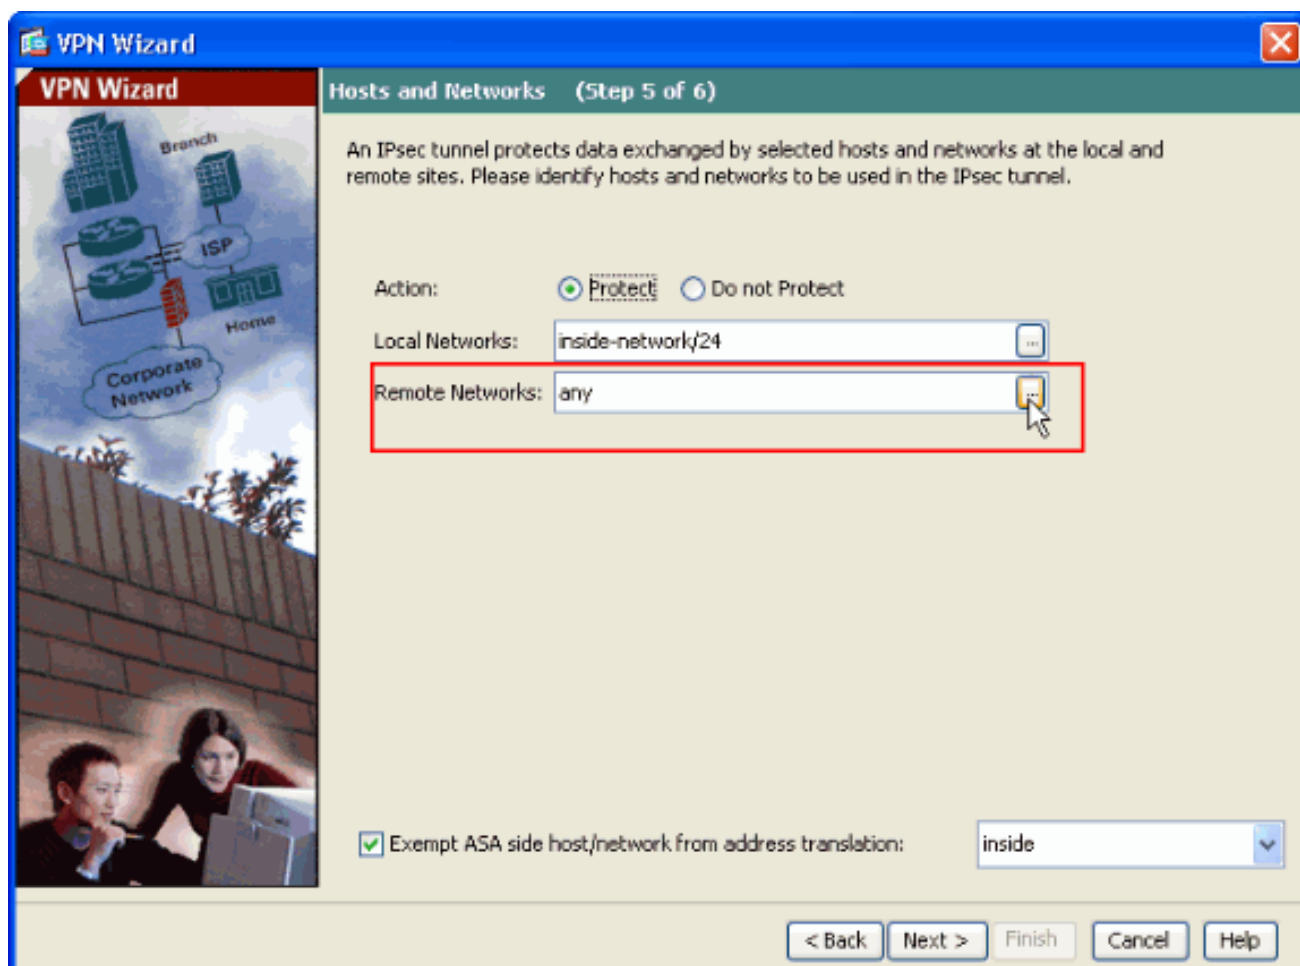 VPN Wizard
VPN Wizard
Branch
ISP
Home
Corporate
Network
Hosts and Networks (Step 5 of 6)
An IPsec tunnel protects data exchanged by selected hosts and networks at the local and
remote sites. Please identify hosts and networks to be used in the IPsec tunnel.
Action: Protect Do not Protect
Local Networks: inside-network/24 ...
Remote Networks: any ...
Exempt ASA side host/network from address translation: inside
< Back Next > Finish Cancel Help